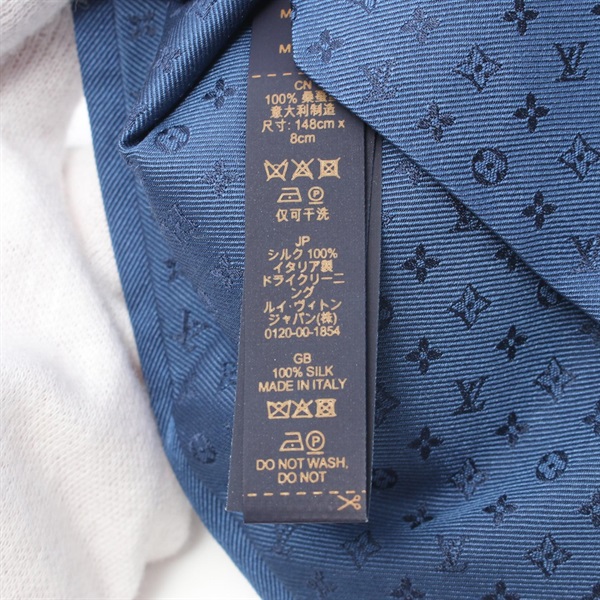 M
M
CN
100% 桑蚕
意大利制造
尺寸: 148cm x
8cm
仅可干洗
JP
シルク 100%
イタリア製
ドライクリーニ
ング
ルイ・ヴィトン
ジャパン(株)
0120-00-1854
GB
100% SILK
MADE IN ITALY
DO NOT WASH,
DO NOT